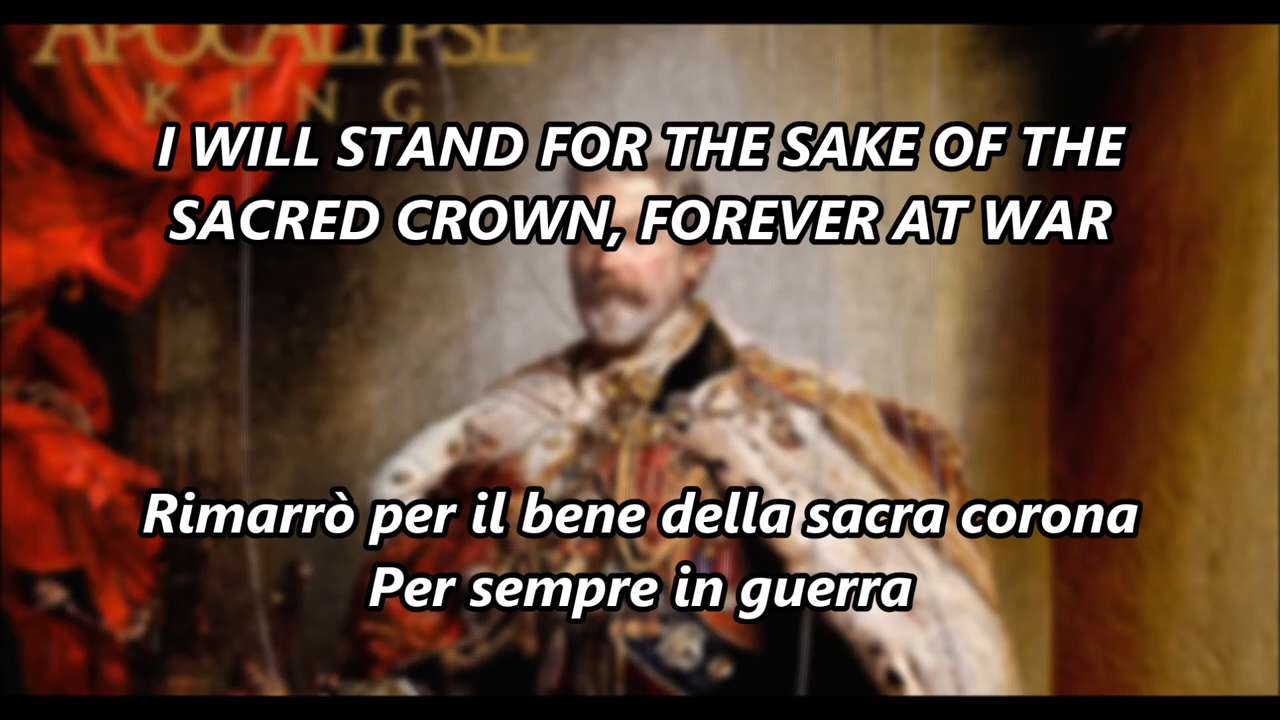 APOCALYPSE
KING
I WILL STAND FOR THE SAKE OF THE
SACRED CROWN, FOREVER AT WAR
Rimarrò per il bene della sacra corona
Per sempre in guerra